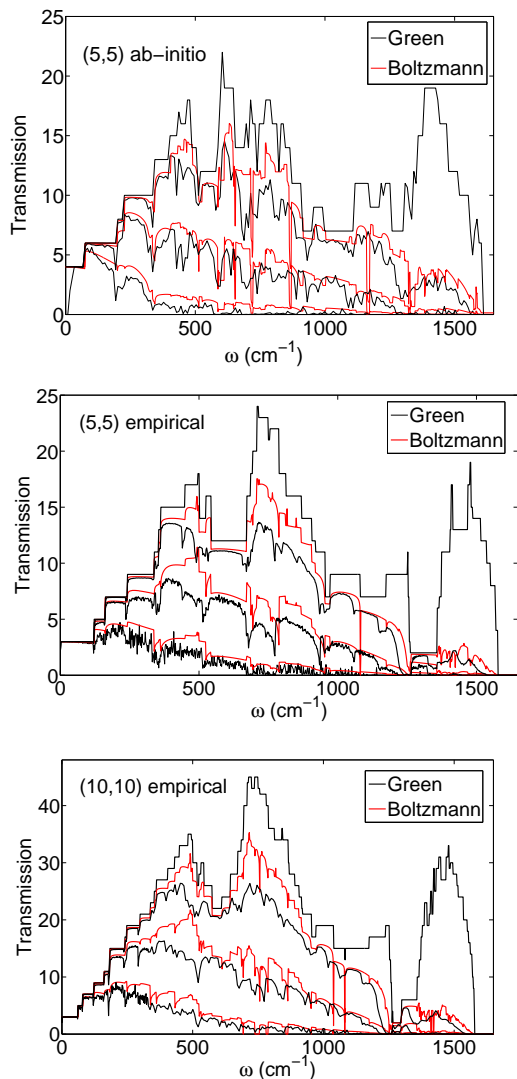 25
(5,5) ab−initio
Green
Boltzmann
20
15
10
5
0
Transmission
0 500 1000 1500
ω (cm⁻¹)
25
(5,5) empirical
Green
Boltzmann
20
15
10
5
0
Transmission
0 500 1000 1500
ω (cm⁻¹)
(10,10) empirical
Green
Boltzmann
40
30
20
10
0
Transmission
0 500 1000 1500
ω (cm⁻¹)